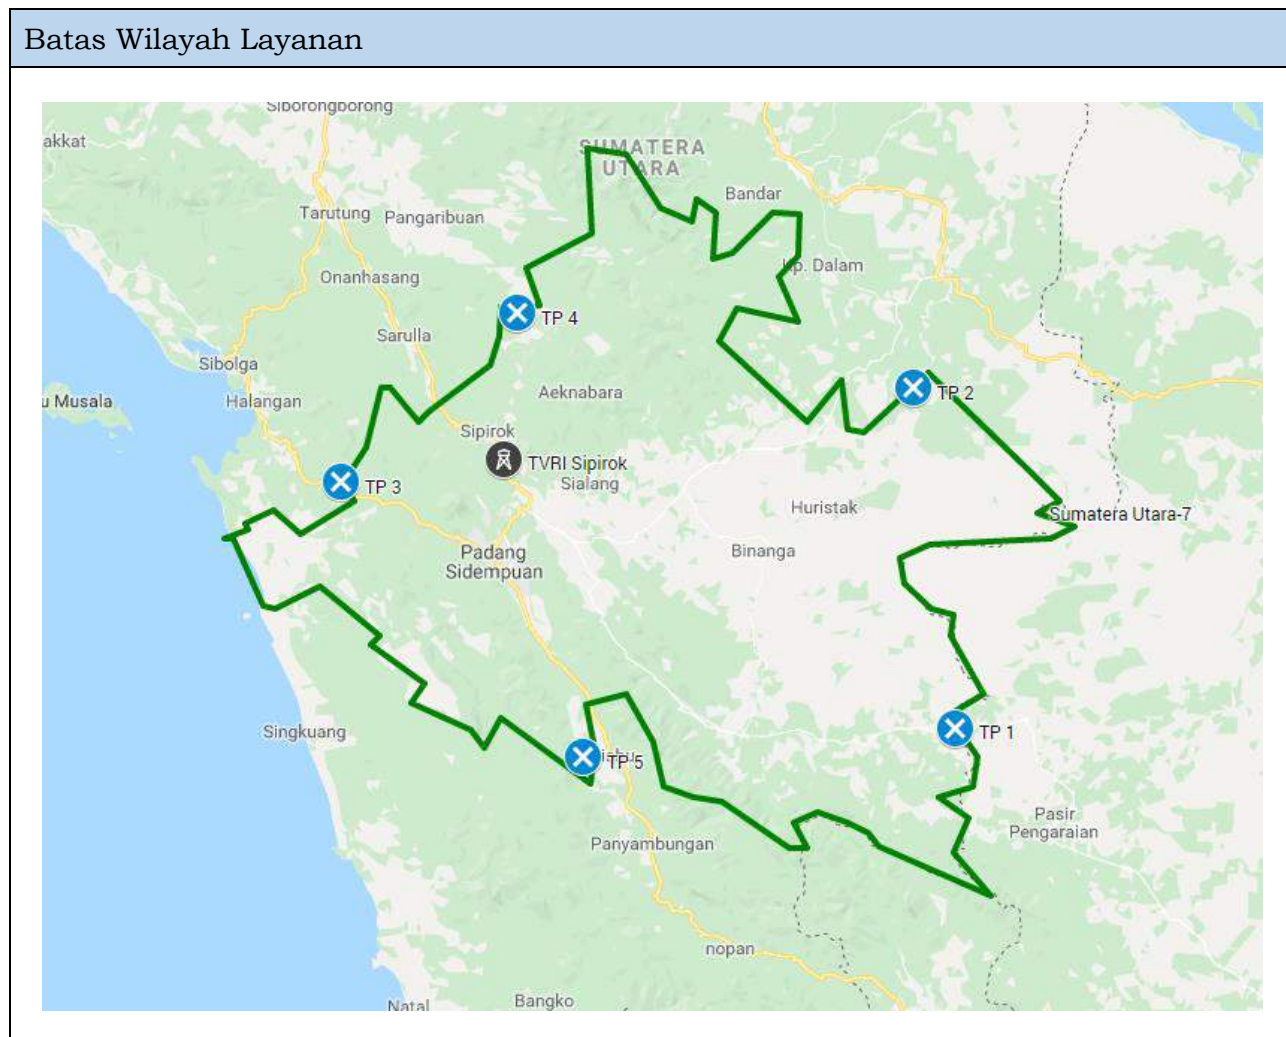 Batas Wilayah Layanan
Siborongborong
akkat
SUMATERA
UTARA
Bandar
Tarutung
Pangaribuan
Kp. Dalam
Onanhasang
TP 4
Sarulla
Sibolga
Aeknabara
TP 2
u Musala
Halangan
Sipirok
TVRI Sipirok
Sialang
TP 3
Huristak
Sumatera Utara-7
Binanga
Padang
Sidempuan
Singkuang
TP 1
TP 5
Pasir
Pengaraian
Panyambungan
nopan
Natal
Bangko